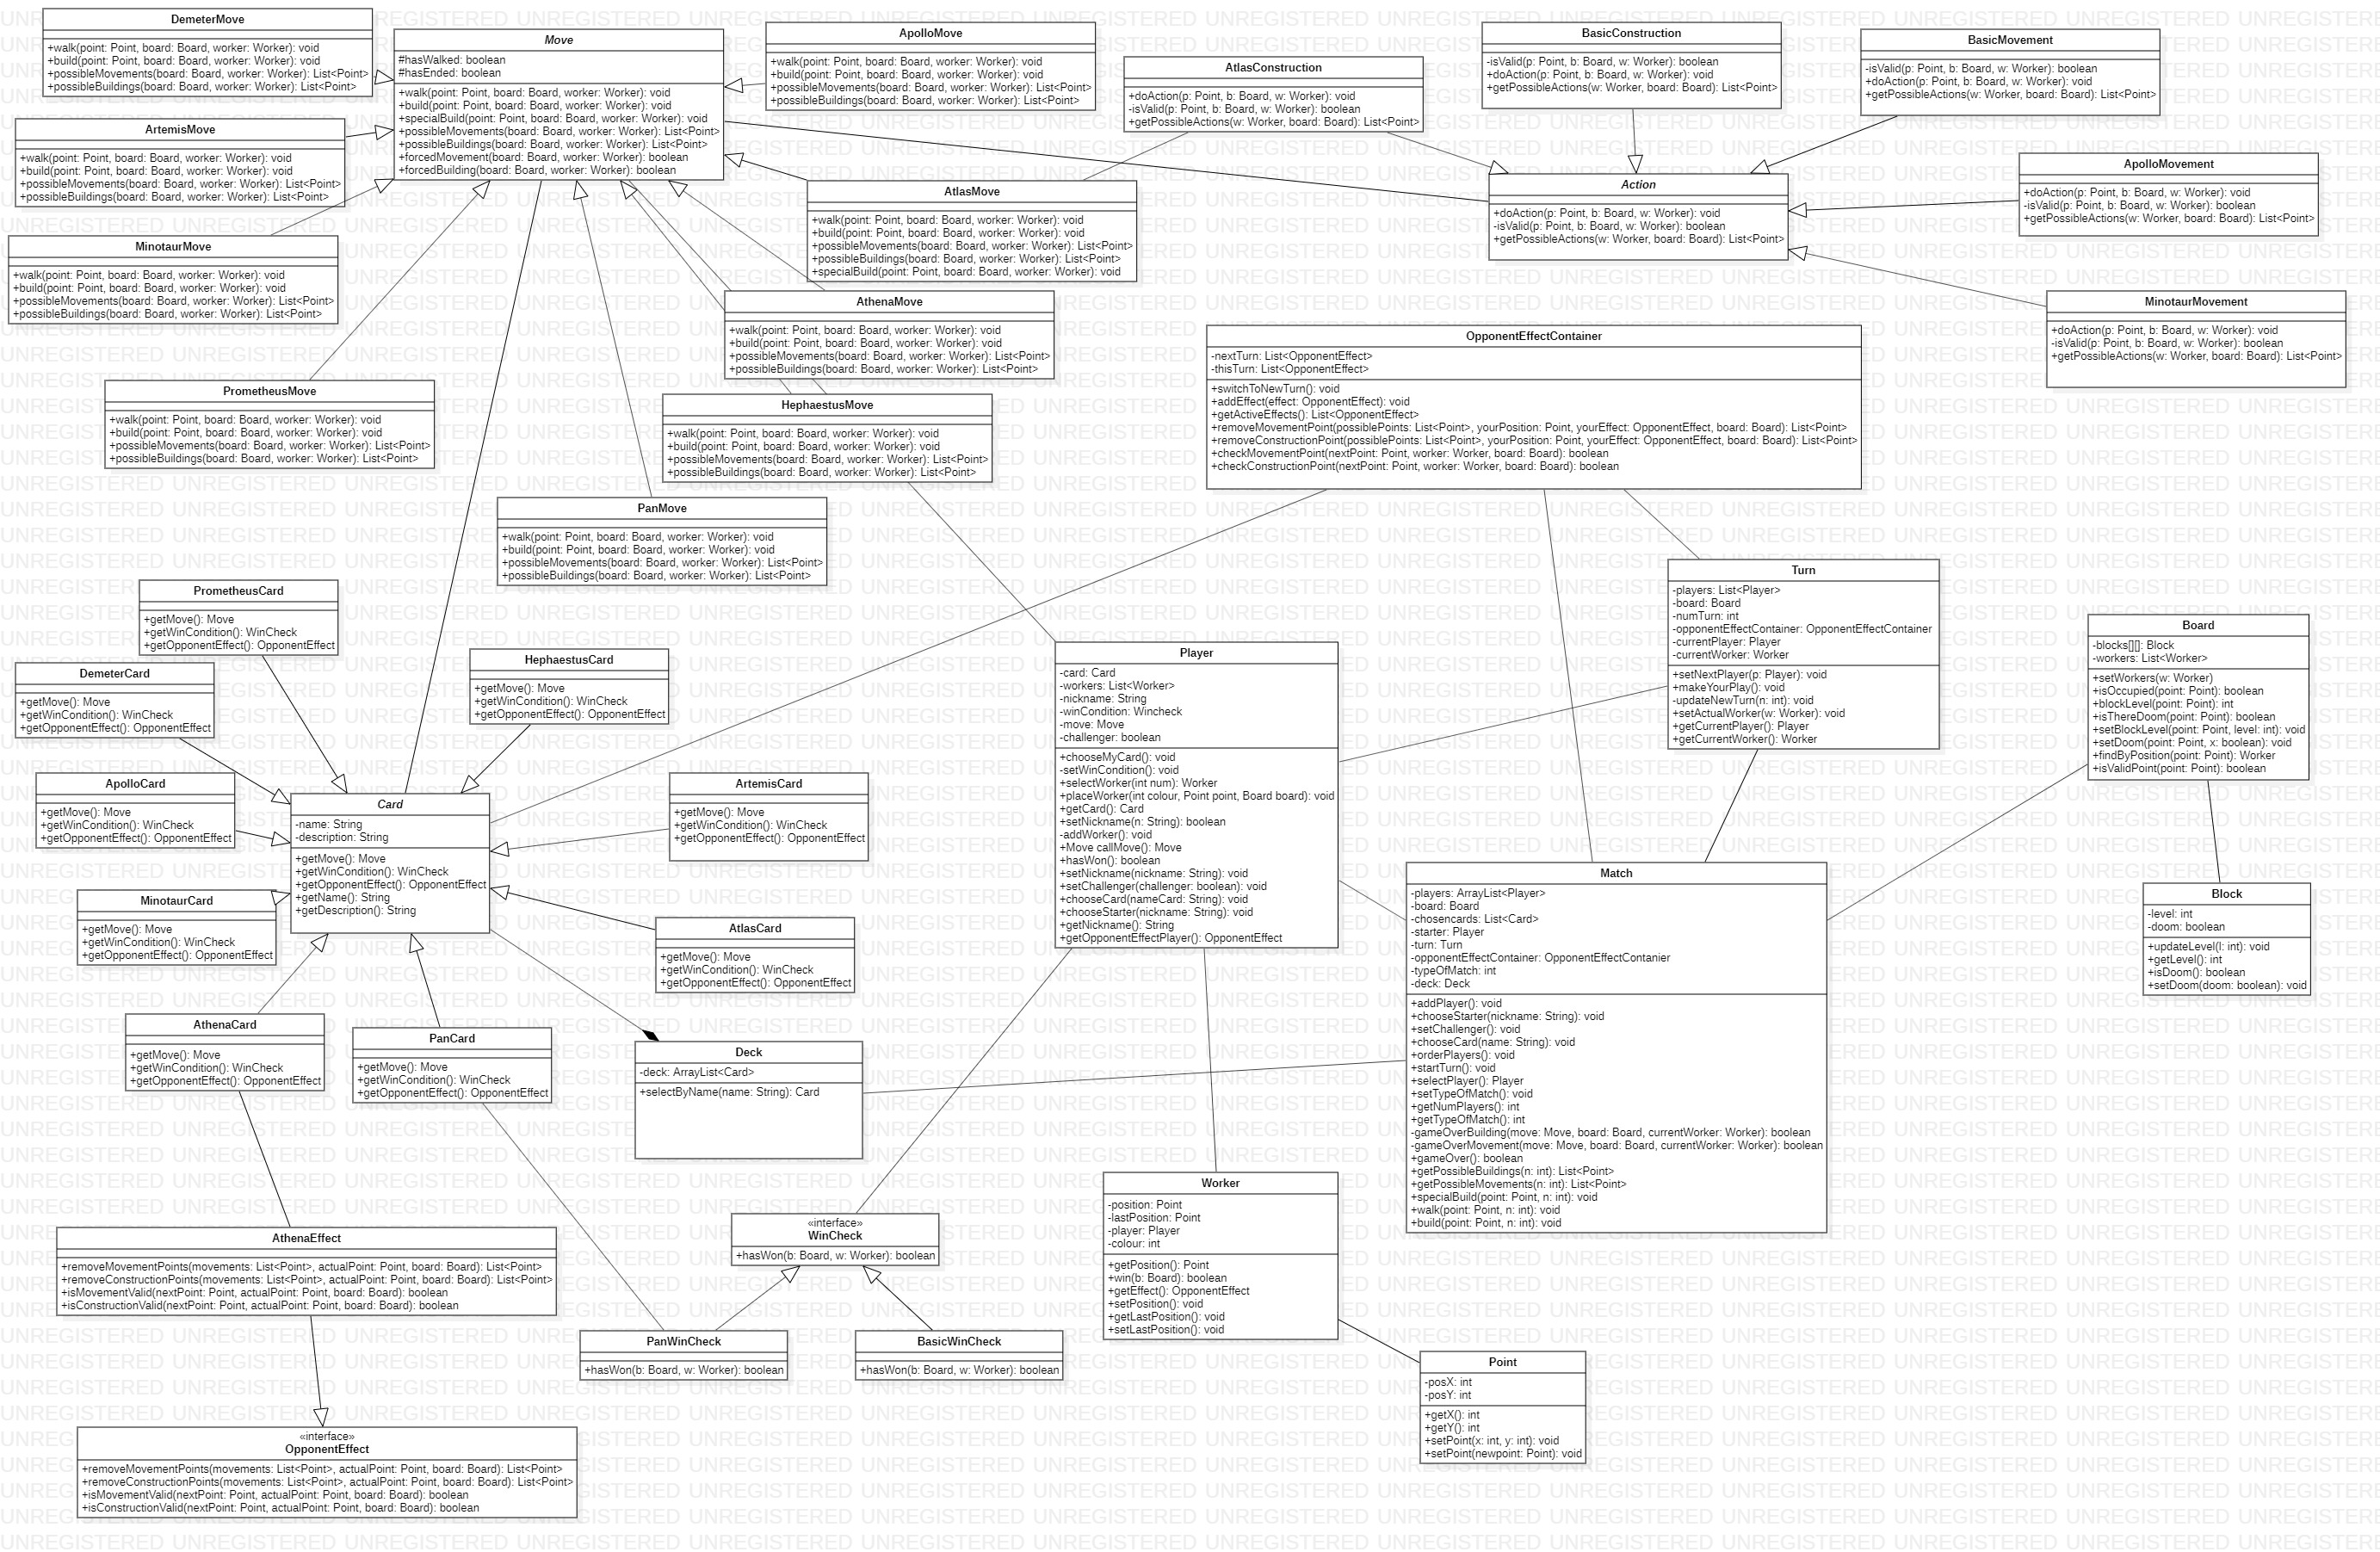 DemeterMove
+walk(point: Point, board: Board, worker: Worker): void
+build(point: Point, board: Board, worker: Worker): void
+possibleMovements(board: Board, worker: Worker): List<Point>
+possibleBuildings(board: Board, worker: Worker): List<Point>
Move
#hasWalked: boolean
#hasEnded: boolean
+walk(point: Point, board: Board, worker: Worker): void
+build(point: Point, board: Board, worker: Worker): void
+specialBuild(point: Point, board: Board, worker: Worker): void
+possibleMovements(board: Board, worker: Worker): List<Point>
+possibleBuildings(board: Board, worker: Worker): List<Point>
+forcedMovement(board: Board, worker: Worker): boolean
+forcedBuilding(board: Board, worker: Worker): boolean
ApolloMove
+walk(point: Point, board: Board, worker: Worker): void
+build(point: Point, board: Board, worker: Worker): void
+possibleMovements(board: Board, worker: Worker): List<Point>
+possibleBuildings(board: Board, worker: Worker): List<Point>
AtlasConstruction
+doAction(p: Point, b: Board, w: Worker): void
-isValid(p: Point, b: Board, w: Worker): boolean
+getPossibleActions(w: Worker, board: Board): List<Point>
BasicConstruction
-isValid(p: Point, b: Board, w: Worker): boolean
+doAction(p: Point, b: Board, w: Worker): void
+getPossibleActions(w: Worker, board: Board): List<Point>
BasicMovement
-isValid(p: Point, b: Board, w: Worker): boolean
+doAction(p: Point, b: Board, w: Worker): void
+getPossibleActions(w: Worker, board: Board): List<Point>
ArtemisMove
+walk(point: Point, board: Board, worker: Worker): void
+build(point: Point, board: Board, worker: Worker): void
+possibleMovements(board: Board, worker: Worker): List<Point>
+possibleBuildings(board: Board, worker: Worker): List<Point>
AtlasMove
+walk(point: Point, board: Board, worker: Worker): void
+build(point: Point, board: Board, worker: Worker): void
+possibleMovements(board: Board, worker: Worker): List<Point>
+possibleBuildings(board: Board, worker: Worker): List<Point>
+specialBuild(point: Point, board: Board, worker: Worker): void
Action
+doAction(p: Point, b: Board, w: Worker): void
-isValid(p: Point, b: Board, w: Worker): boolean
+getPossibleActions(w: Worker, board: Board): List<Point>
ApolloMovement
+doAction(p: Point, b: Board, w: Worker): void
-isValid(p: Point, b: Board, w: Worker): boolean
+getPossibleActions(w: Worker, board: Board): List<Point>
MinotaurMove
+walk(point: Point, board: Board, worker: Worker): void
+build(point: Point, board: Board, worker: Worker): void
+possibleMovements(board: Board, worker: Worker): List<Point>
+possibleBuildings(board: Board, worker: Worker): List<Point>
AthenaMove
+walk(point: Point, board: Board, worker: Worker): void
+build(point: Point, board: Board, worker: Worker): void
+possibleMovements(board: Board, worker: Worker): List<Point>
+possibleBuildings(board: Board, worker: Worker): List<Point>
MinotaurMovement
+doAction(p: Point, b: Board, w: Worker): void
-isValid(p: Point, b: Board, w: Worker): boolean
+getPossibleActions(w: Worker, board: Board): List<Point>
OpponentEffectContainer
-nextTurn: List<OpponentEffect>
-thisTurn: List<OpponentEffect>
+switchToNewTurn(): void
+addEffect(effect: OpponentEffect): void
+getActiveEffects(): List<OpponentEffect>
+removeMovementPoint(possiblePoints: List<Point>, yourPosition: Point, yourEffect: OpponentEffect, board: Board): List<Point>
+removeConstructionPoint(possiblePoints: List<Point>, yourPosition: Point, yourEffect: OpponentEffect, board: Board): List<Point>
+checkMovementPoint(nextPoint: Point, worker: Worker, board: Board): boolean
+checkConstructionPoint(nextPoint: Point, worker: Worker, board: Board): boolean
PrometheusMove
+walk(point: Point, board: Board, worker: Worker): void
+build(point: Point, board: Board, worker: Worker): void
+possibleMovements(board: Board, worker: Worker): List<Point>
+possibleBuildings(board: Board, worker: Worker): List<Point>
HephaestusMove
+walk(point: Point, board: Board, worker: Worker): void
+build(point: Point, board: Board, worker: Worker): void
+possibleMovements(board: Board, worker: Worker): List<Point>
+possibleBuildings(board: Board, worker: Worker): List<Point>
PanMove
+walk(point: Point, board: Board, worker: Worker): void
+build(point: Point, board: Board, worker: Worker): void
+possibleMovements(board: Board, worker: Worker): List<Point>
+possibleBuildings(board: Board, worker: Worker): List<Point>
PrometheusCard
+getMove(): Move
+getWinCondition(): WinCheck
+getOpponentEffect(): OpponentEffect
Turn
-players: List<Player>
-board: Board
-numTurn: int
-opponentEffectContainer: OpponentEffectContainer
-currentPlayer: Player
-currentWorker: Worker
+setNextPlayer(p: Player): void
+makeYourPlay(): void
-updateNewTurn(n: int): void
+setActualWorker(w: Worker): void
+getCurrentPlayer(): Player
+getCurrentWorker(): Worker
Board
-blocks[][]: Block
-workers: List<Worker>
+setWorkers(w: Worker)
+isOccupied(point: Point): boolean
+blockLevel(point: Point): int
+isThereDoom(point: Point): boolean
+setBlockLevel(point: Point, level: int): void
+setDoom(point: Point, x: boolean): void
+findByPosition(point: Point): Worker
+isValidPoint(point: Point): boolean
DemeterCard
+getMove(): Move
+getWinCondition(): WinCheck
+getOpponentEffect(): OpponentEffect
HephaestusCard
+getMove(): Move
+getWinCondition(): WinCheck
+getOpponentEffect(): OpponentEffect
Player
-card: Card
-workers: List<Worker>
-nickname: String
-winCondition: Wincheck
-move: Move
-challenger: boolean
+chooseMyCard(): void
-setWinCondition(): void
+selectWorker(int num): Worker
+placeWorker(int colour, Point point, Board board): void
+getCard(): Card
+setNickname(n: String): boolean
-addWorker(): void
+Move callMove(): Move
+hasWon(): boolean
+setNickname(nickname: String): void
+setChallenger(challenger: boolean): void
+chooseCard(nameCard: String): void
+chooseStarter(nickname: String): void
+getNickname(): String
+getOpponentEffectPlayer(): OpponentEffect
ApolloCard
+getMove(): Move
+getWinCondition(): WinCheck
+getOpponentEffect(): OpponentEffect
Card
-name: String
-description: String
+getMove(): Move
+getWinCondition(): WinCheck
+getOpponentEffect(): OpponentEffect
+getName(): String
+getDescription(): String
ArtemisCard
+getMove(): Move
+getWinCondition(): WinCheck
+getOpponentEffect(): OpponentEffect
MinotaurCard
+getMove(): Move
+getWinCondition(): WinCheck
+getOpponentEffect(): OpponentEffect
AtlasCard
+getMove(): Move
+getWinCondition(): WinCheck
+getOpponentEffect(): OpponentEffect
Match
-players: ArrayList<Player>
-board: Board
-chosencards: List<Card>
-starter: Player
-turn: Turn
-opponentEffectContainer: OpponentEffectContanier
-typeOfMatch: int
-deck: Deck
+addPlayer(): void
+chooseStarter(nickname: String): void
+setChallenger(): void
+chooseCard(name: String): void
+orderPlayers(): void
+startTurn(): void
+selectPlayer(): Player
+setTypeOfMatch(): void
+getNumPlayers(): int
+getTypeOfMatch(): int
-gameOverBuilding(move: Move, board: Board, currentWorker: Worker): boolean
-gameOverMovement(move: Move, board: Board, currentWorker: Worker): boolean
+gameOver(): boolean
+getPossibleBuildings(n: int): List<Point>
+getPossibleMovements(n: int): List<Point>
+specialBuild(point: Point, n: int): void
+walk(point: Point, n: int): void
+build(point: Point, n: int): void
Block
-level: int
-doom: boolean
+updateLevel(l: int): void
+getLevel(): int
+isDoom(): boolean
+setDoom(doom: boolean): void
AthenaCard
+getMove(): Move
+getWinCondition(): WinCheck
+getOpponentEffect(): OpponentEffect
PanCard
+getMove(): Move
+getWinCondition(): WinCheck
+getOpponentEffect(): OpponentEffect
Deck
-deck: ArrayList<Card>
+selectByName(name: String): Card
Worker
-position: Point
-lastPosition: Point
-player: Player
-colour: int
+getPosition(): Point
+win(b: Board): boolean
+getEffect(): OpponentEffect
+setPosition(): void
+getLastPosition(): void
+setLastPosition(): void
«interface»
WinCheck
+hasWon(b: Board, w: Worker): boolean
AthenaEffect
+removeMovementPoints(movements: List<Point>, actualPoint: Point, board: Board): List<Point>
+removeConstructionPoints(movements: List<Point>, actualPoint: Point, board: Board): List<Point>
+isMovementValid(nextPoint: Point, actualPoint: Point, board: Board): boolean
+isConstructionValid(nextPoint: Point, actualPoint: Point, board: Board): boolean
PanWinCheck
+hasWon(b: Board, w: Worker): boolean
BasicWinCheck
+hasWon(b: Board, w: Worker): boolean
Point
-posX: int
-posY: int
+getX(): int
+getY(): int
+setPoint(x: int, y: int): void
+setPoint(newpoint: Point): void
«interface»
OpponentEffect
+removeMovementPoints(movements: List<Point>, actualPoint: Point, board: Board): List<Point>
+removeConstructionPoints(movements: List<Point>, actualPoint: Point, board: Board): List<Point>
+isMovementValid(nextPoint: Point, actualPoint: Point, board: Board): boolean
+isConstructionValid(nextPoint: Point, actualPoint: Point, board: Board): boolean
UNREGISTERED